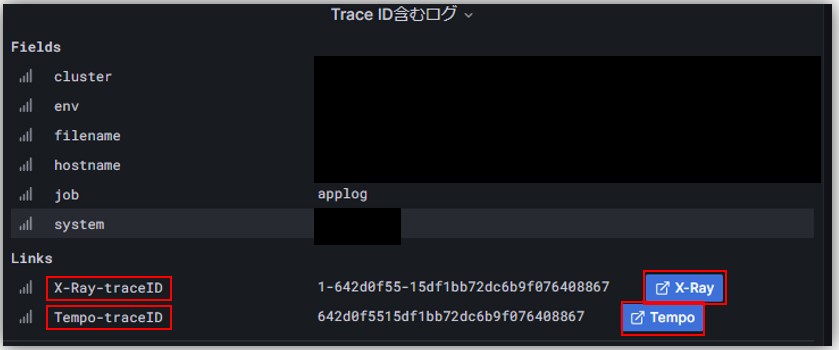 Trace ID含むログ
Fields
cluster
env
filename
hostname
job applog
system
Links
X-Ray-traceID 1-642d0f55-15df1bb72dc6b9f076408867 X-Ray
Tempo-traceID 642d0f5515df1bb72dc6b9f076408867 Tempo